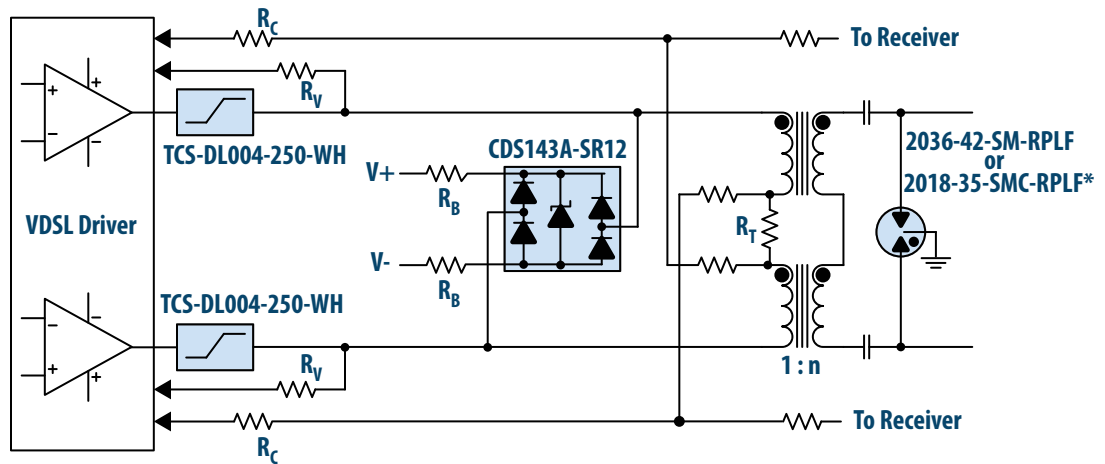 RC
To Receiver
RV
TCS-DL004-250-WH
CDS143A-SR12
2036-42-SM-RPLF
or
2018-35-SMC-RPLF*
V+
RB
VDSL Driver
RT
V-
RB
TCS-DL004-250-WH
RV
1 : n
To Receiver
RC